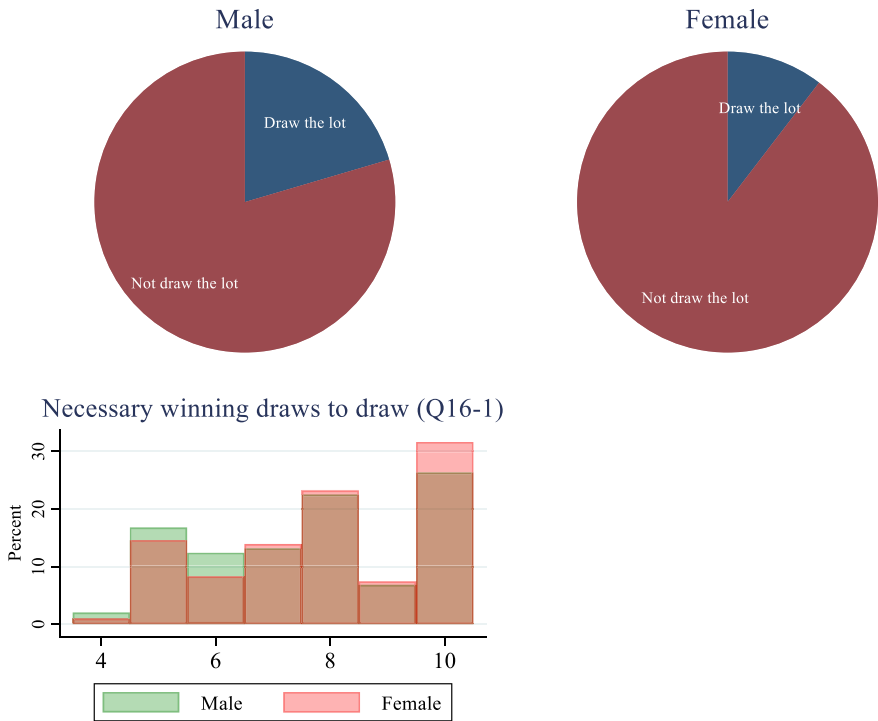 Male
Female
Draw the lot
Draw the lot
Not draw the lot
Not draw the lot
Necessary winning draws to draw (Q16-1)
30
20
10
0
Percent
4 6 8 10
Male Female